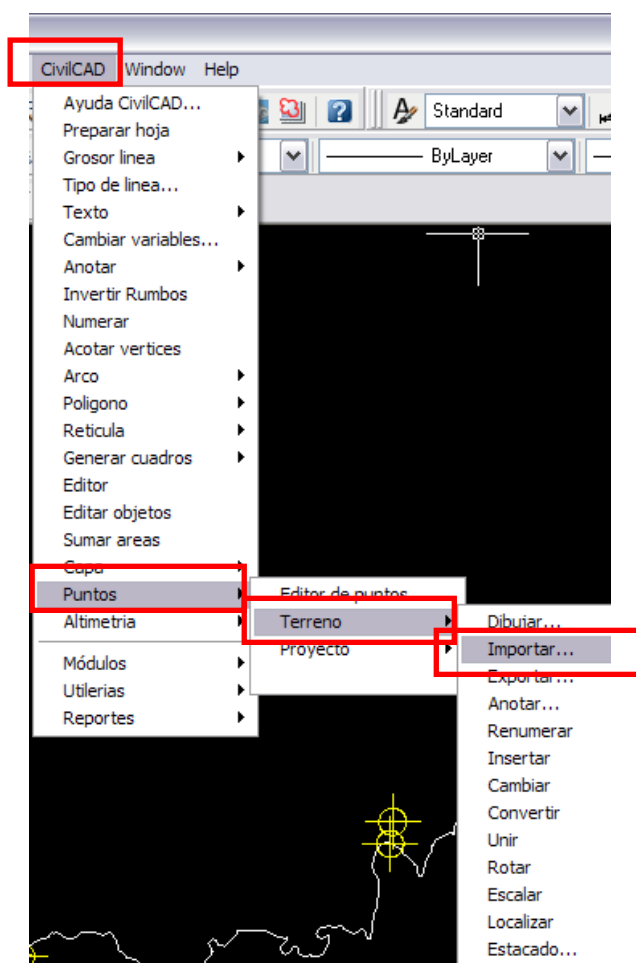 CivilCAD Window Help
Ayuda CivilCAD...
Standard
Preparar hoja
Grosor linea
ByLayer
Tipo de linea...
Texto
Cambiar variables...
Anotar
Invertir Rumbos
Numerar
Acotar vertices
Arco
Poligono
Reticula
Generar cuadros
Editor
Editar objetos
Sumar areas
Capa
Puntos
Altimetria
Módulos
Utilerias
Reportes
Editor de puntos
Terreno
Proyecto
Dibujar...
Importar...
Exportar...
Anotar...
Renumerar
Insertar
Cambiar
Convertir
Unir
Rotar
Escalar
Localizar
Estacado...